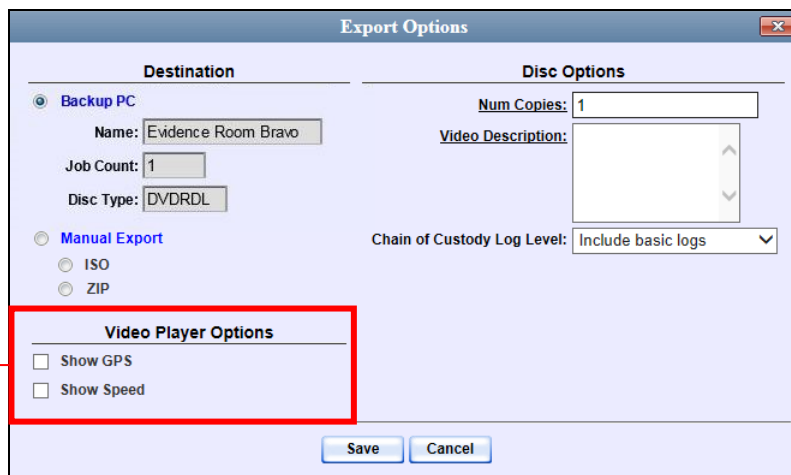 Export Options
Destination
Backup PC
Name: Evidence Room Bravo
Job Count: 1
Disc Type: DVDRDL
Manual Export
ISO
ZIP
Video Player Options
Show GPS
Show Speed
Disc Options
Num Copies: 1
Video Description:
Chain of Custody Log Level: Include basic logs
Save Cancel